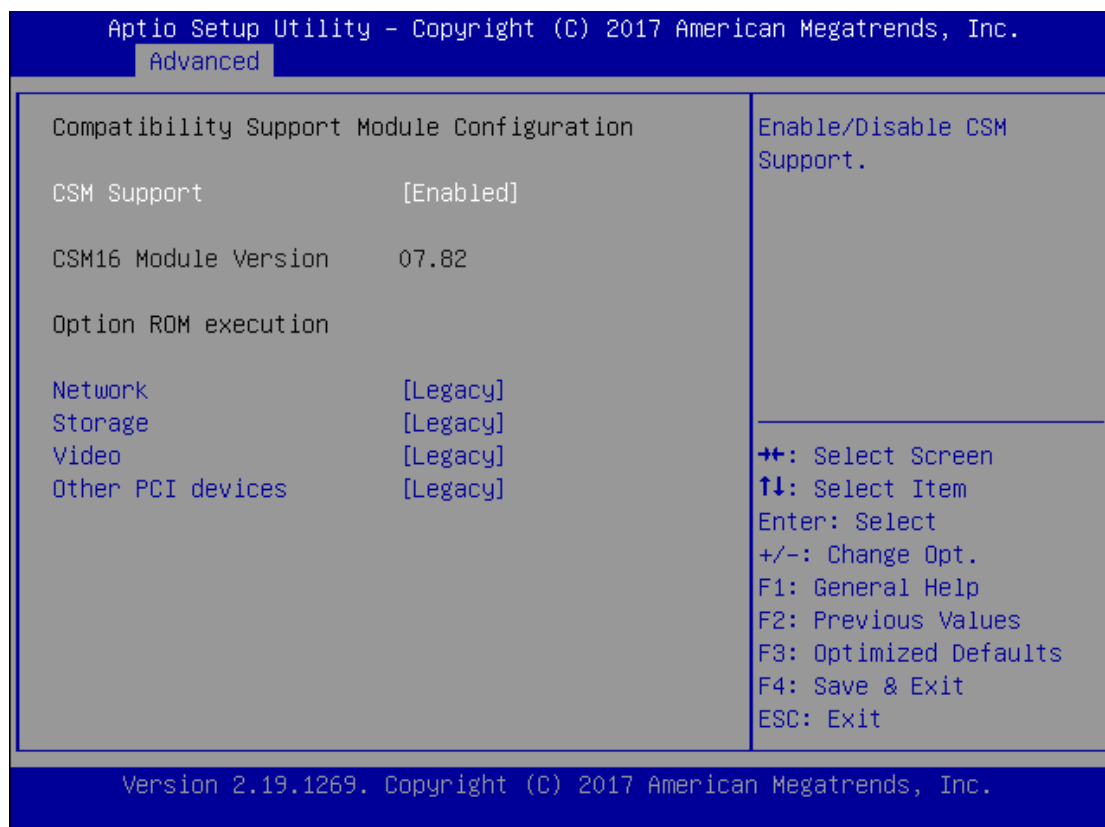 Aptio Setup Utility – Copyright (C) 2017 American Megatrends, Inc.
Advanced
Compatibility Support Module Configuration
CSM Support [Enabled]
CSM16 Module Version 07.82
Option ROM execution
Network [Legacy]
Storage [Legacy]
Video [Legacy]
Other PCI devices [Legacy]
Enable/Disable CSM
Support.
→←: Select Screen
↑↓: Select Item
Enter: Select
+/-: Change Opt.
F1: General Help
F2: Previous Values
F3: Optimized Defaults
F4: Save & Exit
ESC: Exit
Version 2.19.1269. Copyright (C) 2017 American Megatrends, Inc.